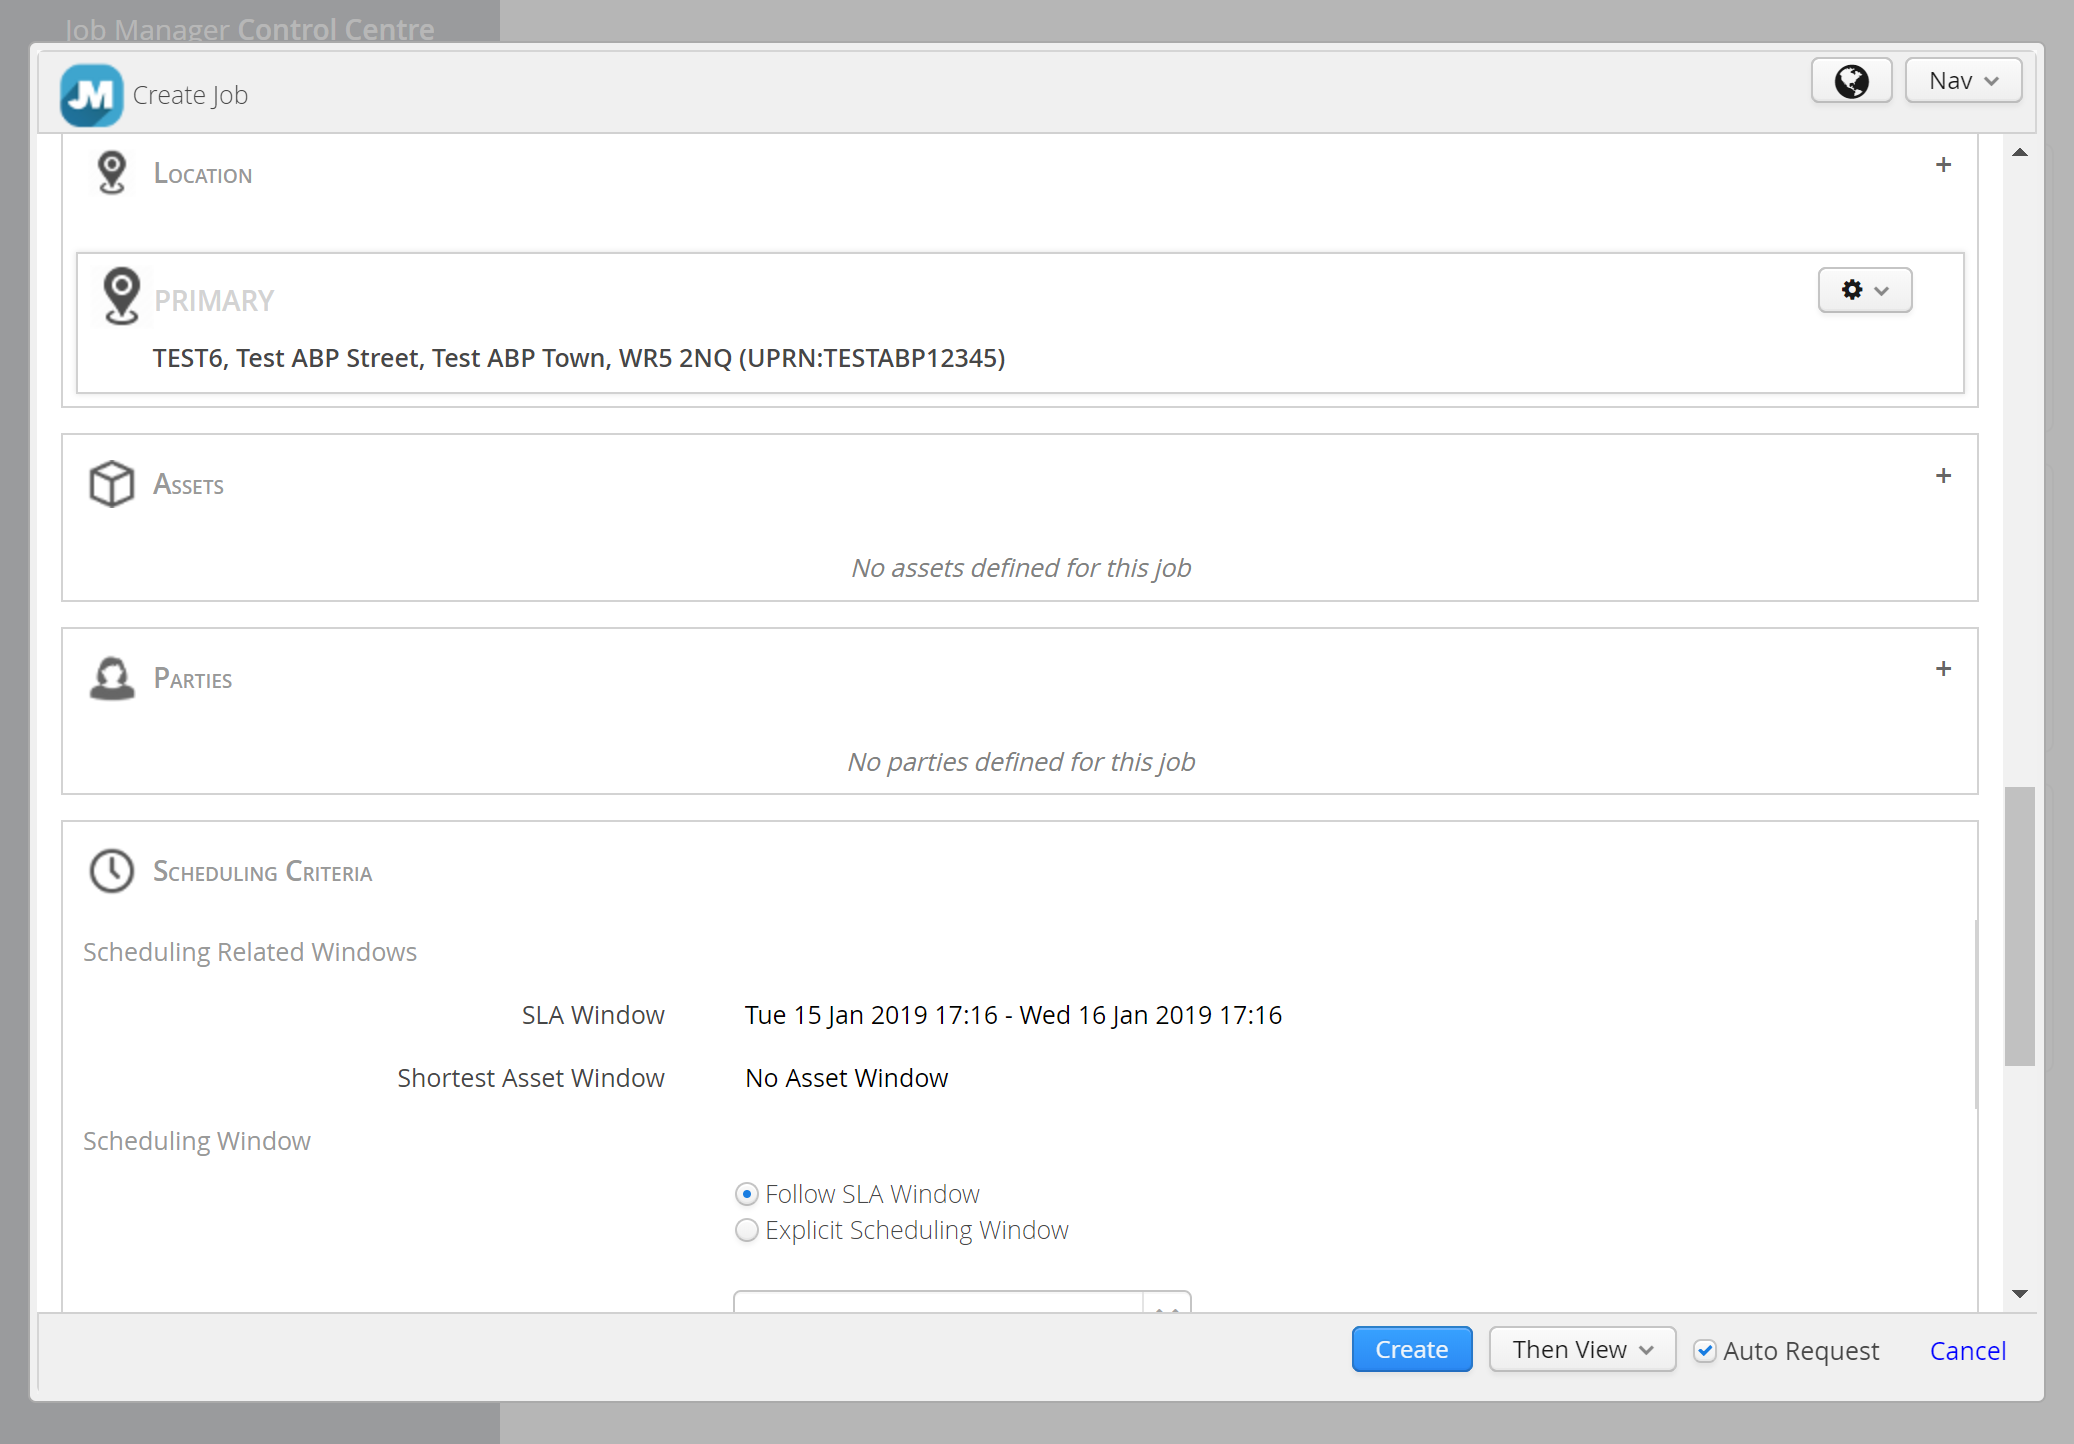 Job Manager Control Centre
JM Create Job
Nav
Location
+
PRIMARY
TEST6, Test ABP Street, Test ABP Town, WR5 2NQ (UPRN:TESTABP12345)
Assets
+
No assets defined for this job
Parties
+
No parties defined for this job
Scheduling Criteria
Scheduling Related Windows
SLA Window Tue 15 Jan 2019 17:16 - Wed 16 Jan 2019 17:16
Shortest Asset Window No Asset Window
Scheduling Window
Follow SLA Window
Explicit Scheduling Window
Create Then View Auto Request Cancel